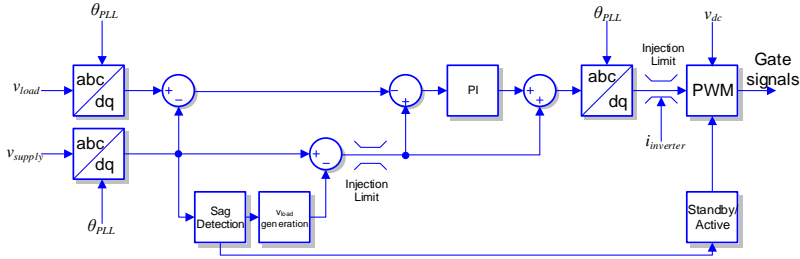 θPLL
θPLL
vdc
Injection
Limit
Gate
signals
vload
abc
dq
+
−
−
+
PI
+
+
abc
dq
PWM
vsupply
abc
dq
+
−
Injection
Limit
iinverter
θPLL
Sag
Detection
vload
generation
Standby/
Active